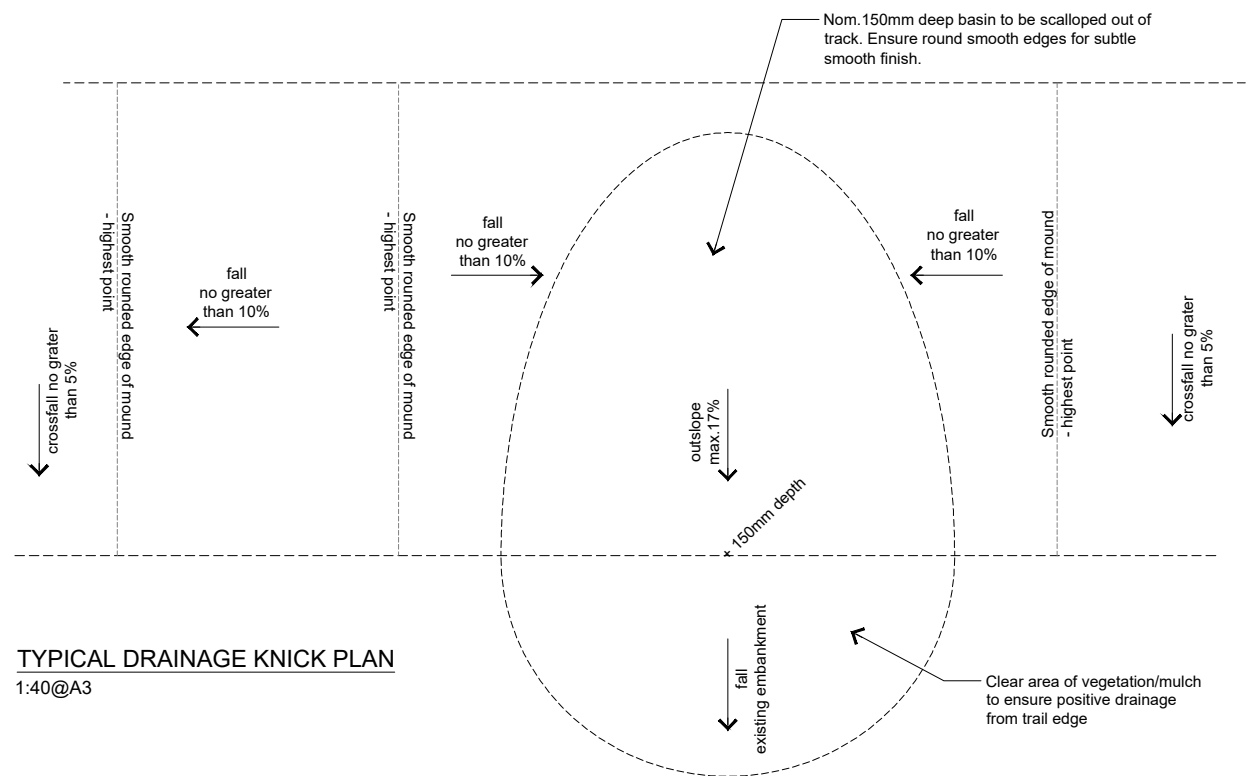 Nom.150mm deep basin to be scalloped out of
track. Ensure round smooth edges for subtle
smooth finish.
crossfall no grater
than 5%
Smooth rounded edge of mound
- highest point
fall
no greater
than 10%
Smooth rounded edge of mound
- highest point
fall
no greater
than 10%
fall
no greater
than 10%
Smooth rounded edge of mound
- highest point
crossfall no grater
than 5%
outslope
max.17%
150mm depth
fall
existing embankment
Clear area of vegetation/mulch
to ensure positive drainage
from trail edge
TYPICAL DRAINAGE KNICK PLAN
1:40@A3